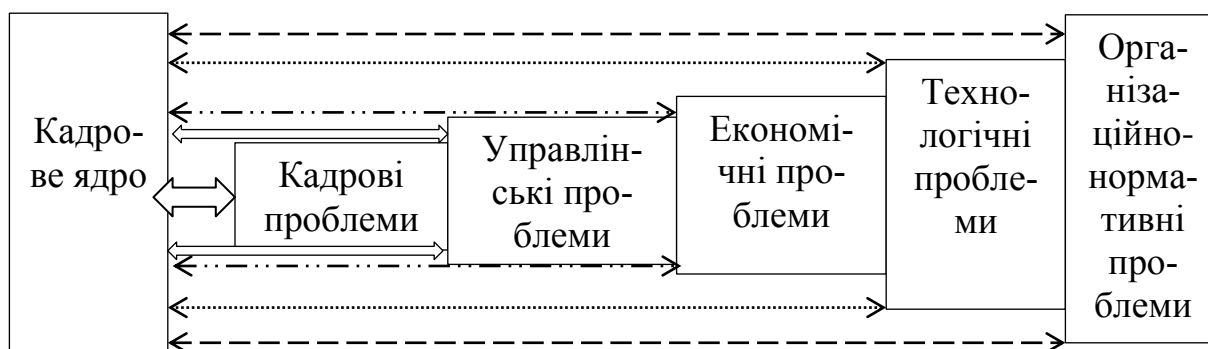 Кадро-
ве ядро
Кадрові
проблеми
Управлін-
ські про-
блеми
Економі-
чні про-
блеми
Техно-
логічні
пробле-
ми
Орга-
ніза-
ційно-
норма-
тивні
про-
блеми